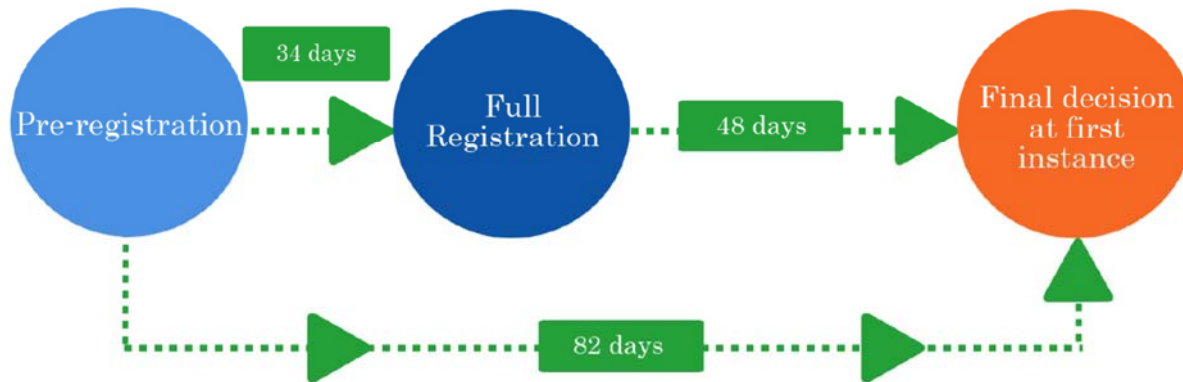 34 days
Pre-registration
Full
Registration
48 days
Final decision
at first
instance
82 days